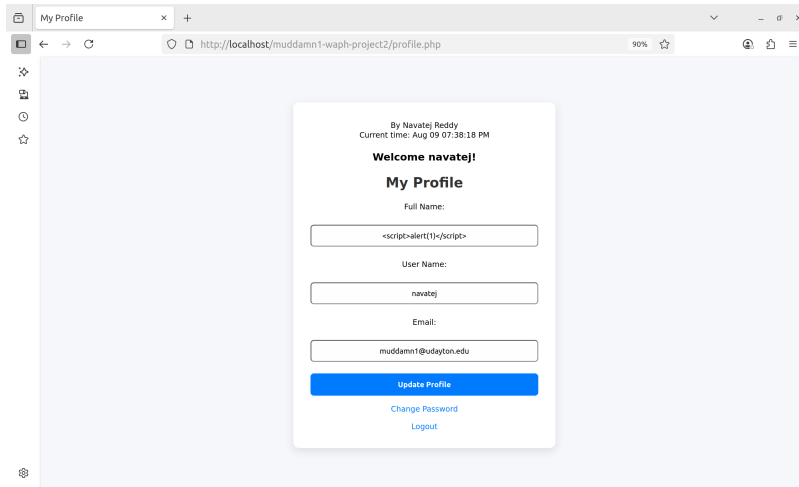 My Profile
http://localhost/muddamn1-waph-project2/profile.php
90%
By Navatej Reddy
Current time: Aug 09 07:38:18 PM
Welcome navatej!
My Profile
Full Name:
<script>alert(1)</script>
User Name:
navatej
Email:
muddamn1@udayton.edu
Update Profile
Change Password
Logout